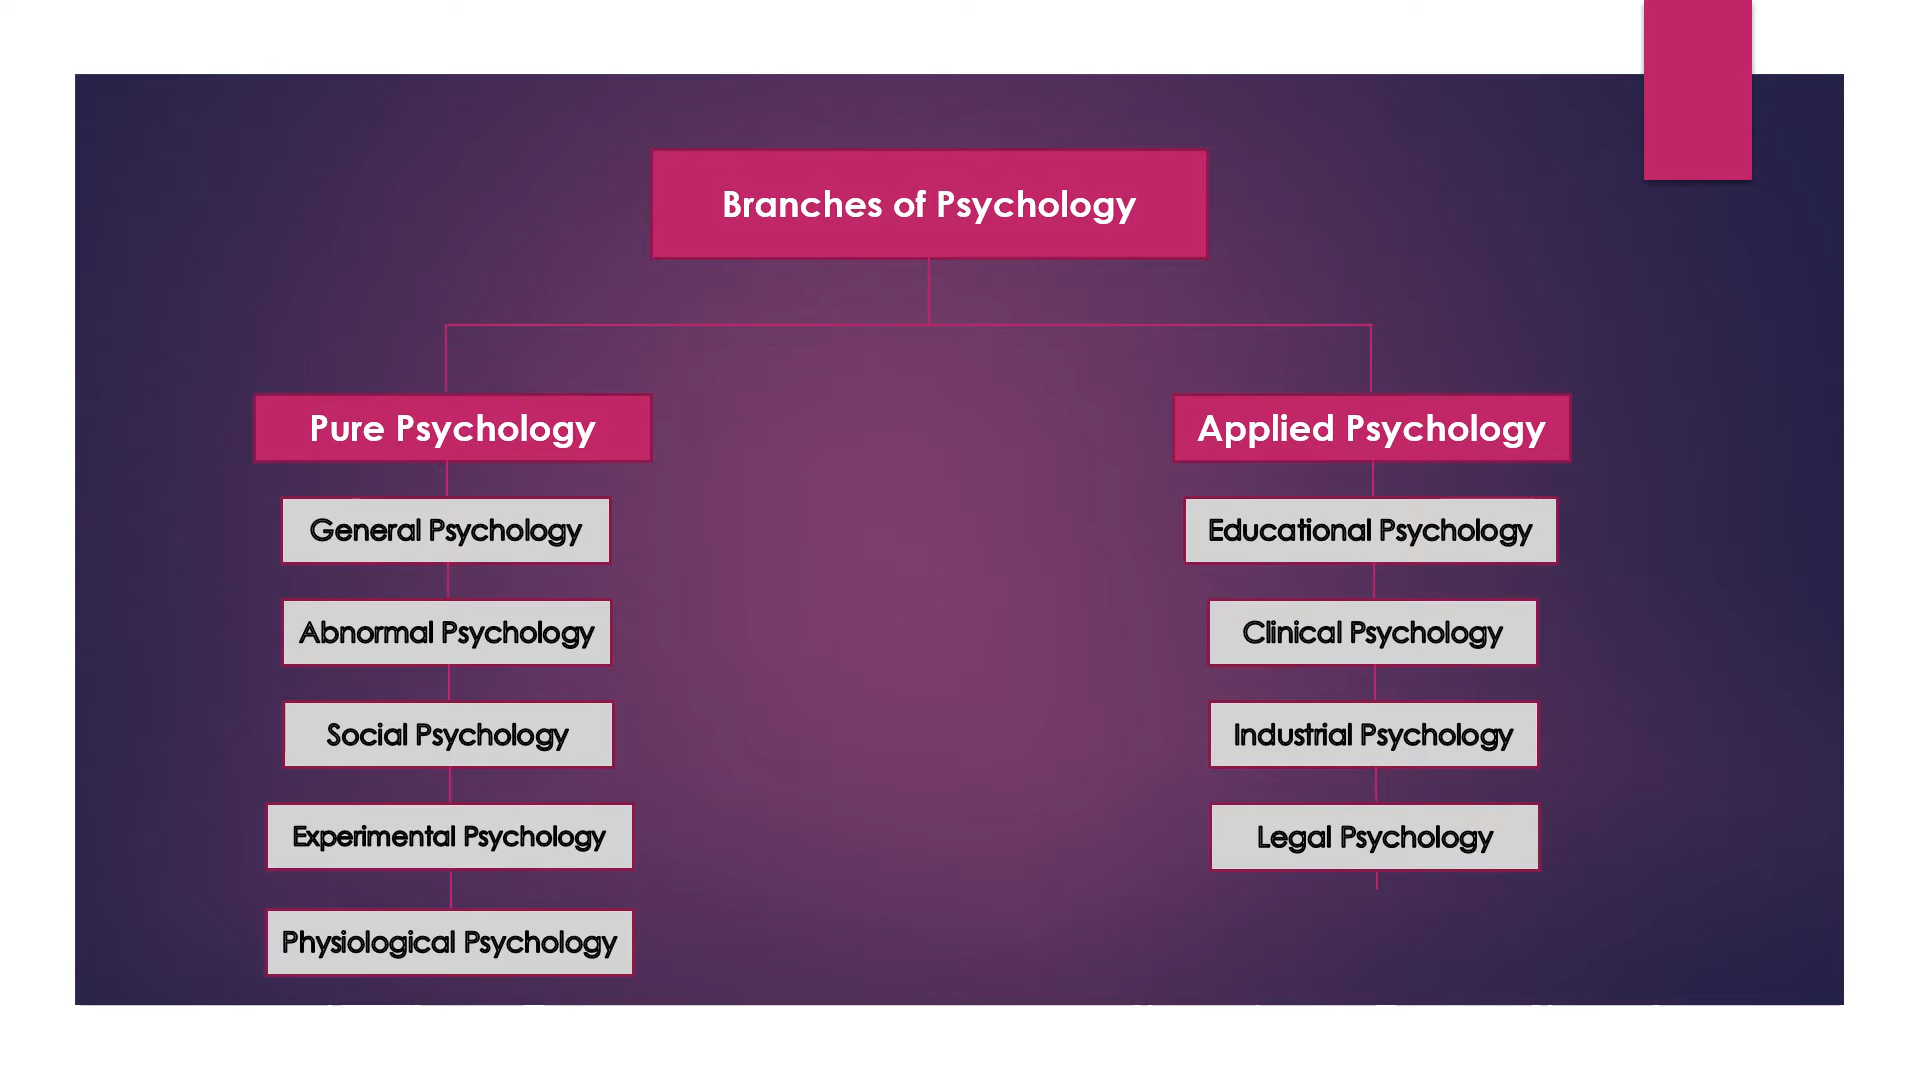 Branches of Psychology
Pure Psychology
General Psychology
Abnormal Psychology
Social Psychology
Experimental Psychology
Physiological Psychology
Applied Psychology
Educational Psychology
Clinical Psychology
Industrial Psychology
Legal Psychology